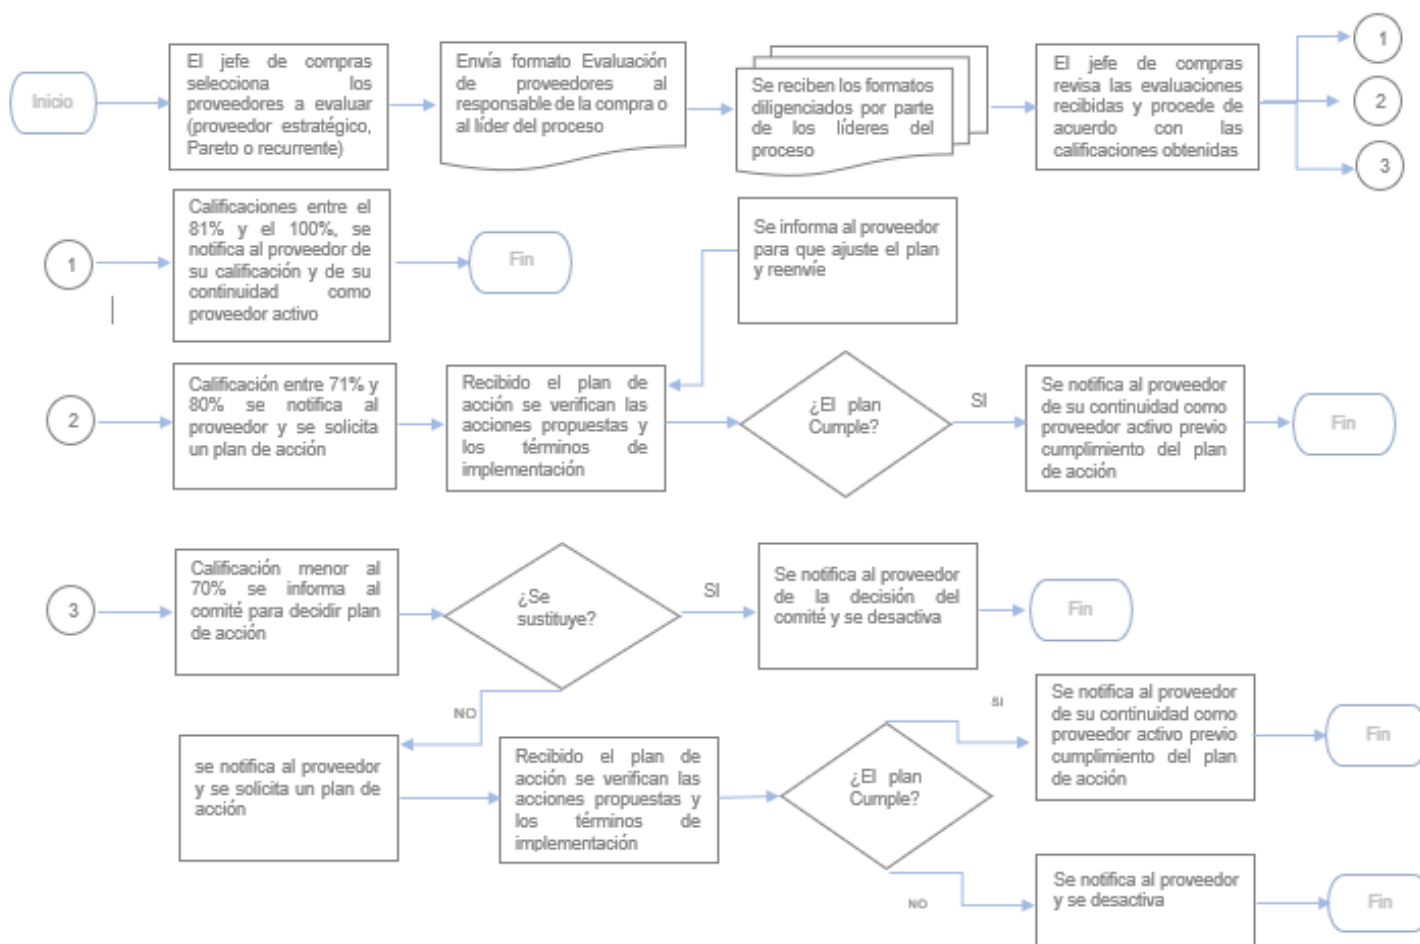 Inicio
El jefe de compras
selecciona los
proveedores a evaluar
(proveedor estratégico,
Pareto o recurrente)
Envía formato Evaluación
de proveedores al
responsable de la compra o
al líder del proceso
Se reciben los formatos
diligenciados por parte
de los líderes del
proceso
El jefe de compras
revisa las evaluaciones
recibidas y procede de
acuerdo con las
calificaciones obtenidas
1
2
3
1
Calificaciones entre el
81% y el 100%, se
notifica al proveedor de
su calificación y de su
continuidad como
proveedor activo
Fin
Se informa al proveedor
para que ajuste el plan
y reenvíe
2
Calificación entre 71% y
80% se notifica al
proveedor y se solicita
un plan de acción
Recibido el plan de
acción se verifican las
acciones propuestas y
los términos de
implementación
¿El plan
Cumple?
SI
Se notifica al proveedor
de su continuidad como
proveedor activo previo
cumplimiento del plan
de acción
Fin
3
Calificación menor al
70% se informa al
comité para decidir plan
de acción
¿Se
sustituye?
SI
Se notifica al proveedor
de la decisión del
comité y se desactiva
Fin
NO
se notifica al proveedor
y se solicita un plan de
acción
Recibido el plan de
acción se verifican las
acciones propuestas y
los términos de
implementación
¿El plan
Cumple?
SI
Se notifica al proveedor
de su continuidad como
proveedor activo previo
cumplimiento del plan
de acción
Fin
NO
Se notifica al proveedor
y se desactiva
Fin